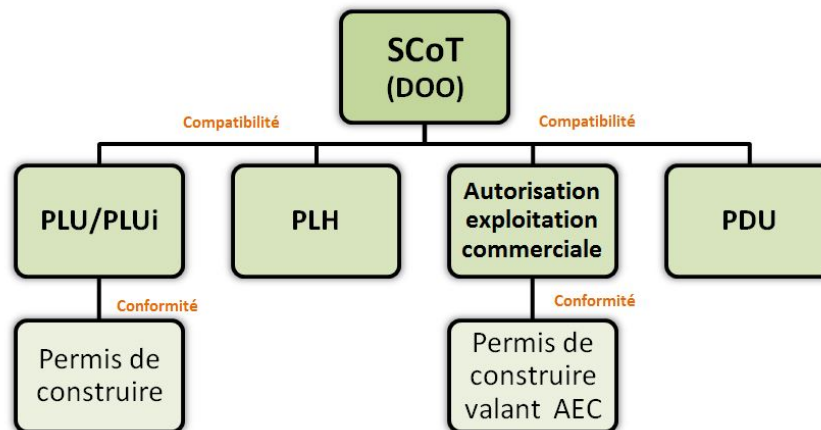 SCoT
(DOO)
Compatibilité
Compatibilité
PLU/PLUi
PLH
Autorisation
exploitation
commerciale
PDU
Conformité
Conformité
Permis de
construire
Permis de
construire
valant AEC